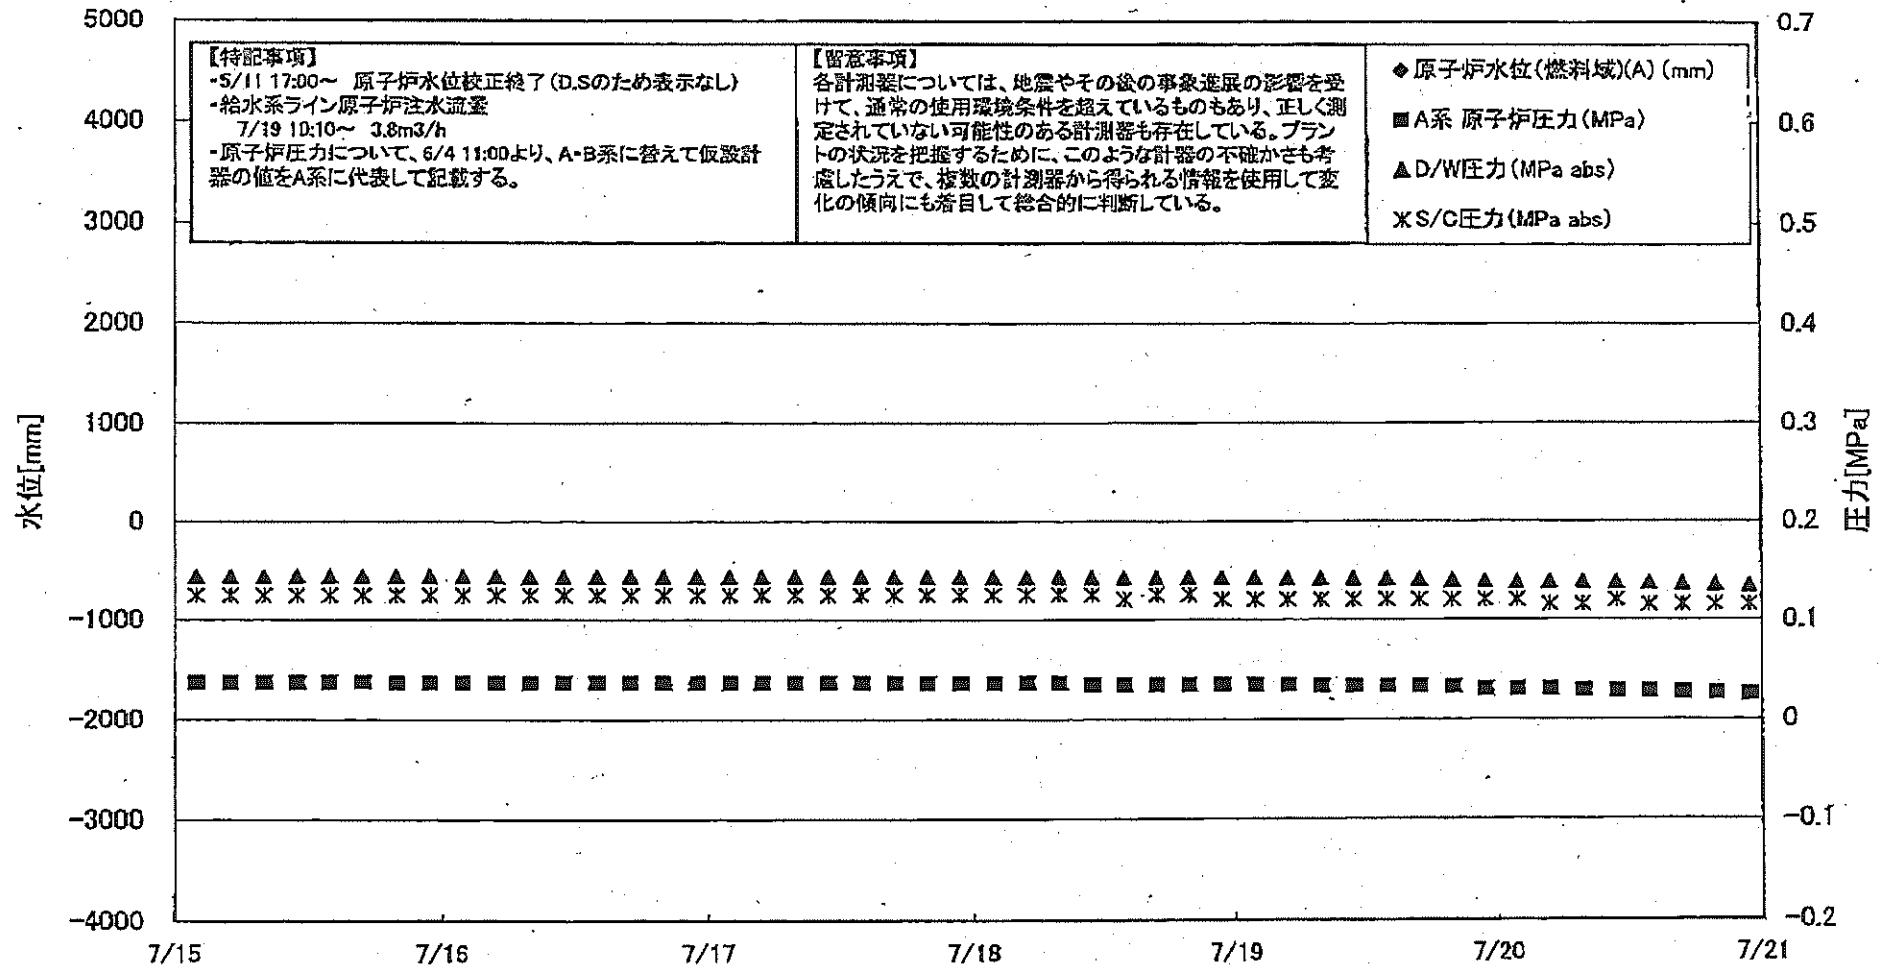 5000
4000
3000
2000
1000
0
-1000
-2000
-3000
-4000
水位[mm]
【特記事項】
・5/11 17:00～ 原子炉水位校正終了(D.Sのため表示なし)
・給水系ライン原子炉注水流量
7/19 10:10～ 3.8m3/h
・原子炉圧力について、6/4 11:00より、A・B系に替えて仮設計
器の値をA系に代表して記載する。
【留意事項】
各計測器については、地震やその後の事象進展の影響を受
けて、通常の使用環境条件を超えているものもあり、正しく測
定されていない可能性のある計測器も存在している。プラン
トの状況を把握するために、このような計器の不確かさも考
慮したうえで、複数の計測器から得られる情報を使用して変
化の傾向にも着目して総合的に判断している。
◆原子炉水位(燃料域)(A) (mm)
■A系 原子炉圧力(MPa)
▲D/W圧力(MPa abs)
S/C圧力(MPa abs)
0.7
0.6
0.5
0.4
0.3
0.2
0.1
0
-0.1
-0.2
圧力[MPa]
7/15 7/16 7/17 7/18 7/19 7/20 7/21